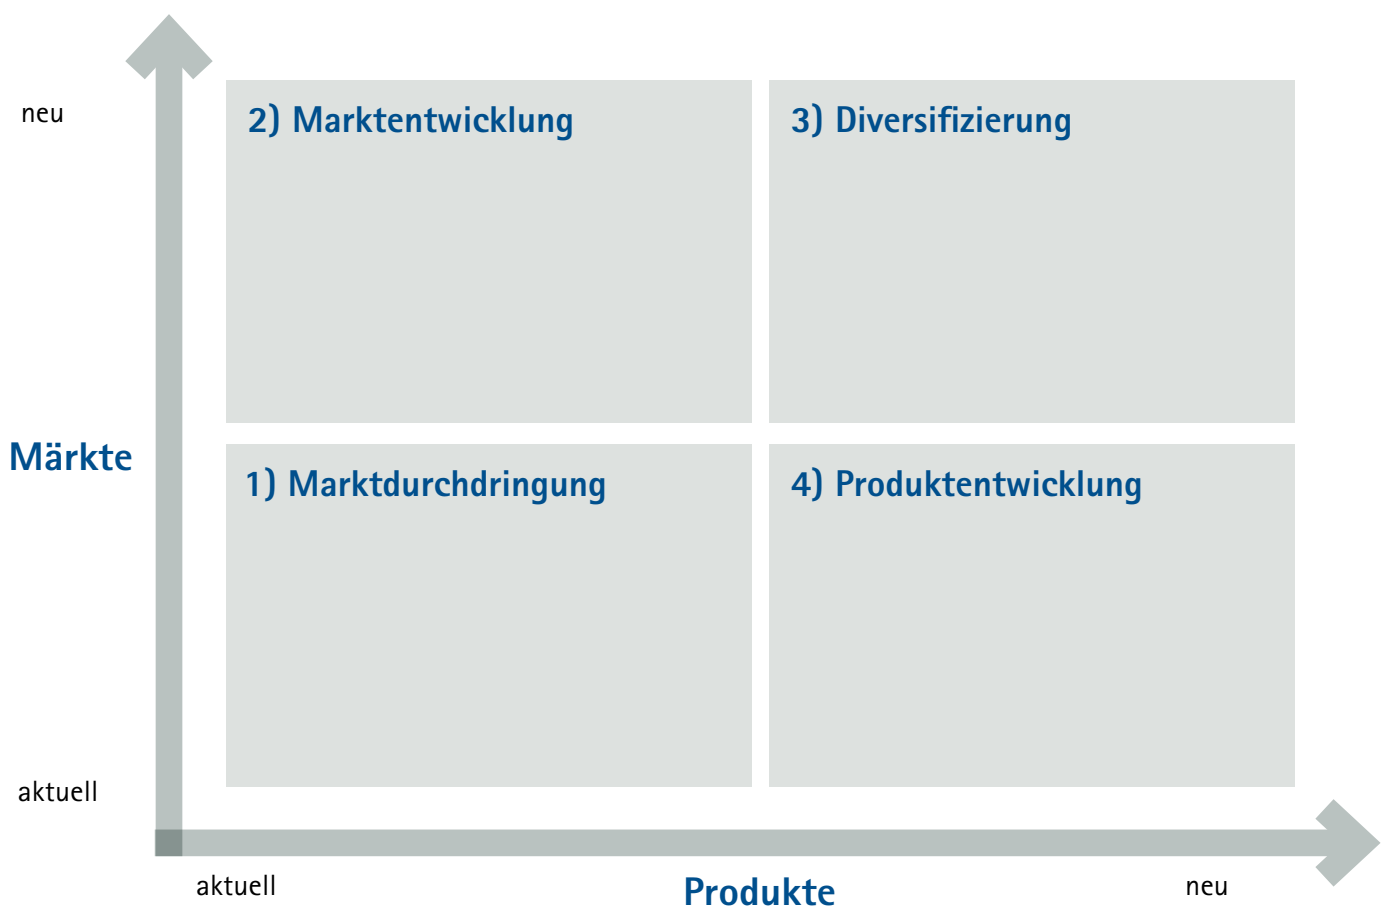 neu
2) Marktentwicklung
3) Diversifizierung
Märkte
1) Marktdurchdringung
4) Produktentwicklung
aktuell
aktuell
Produkte
neu